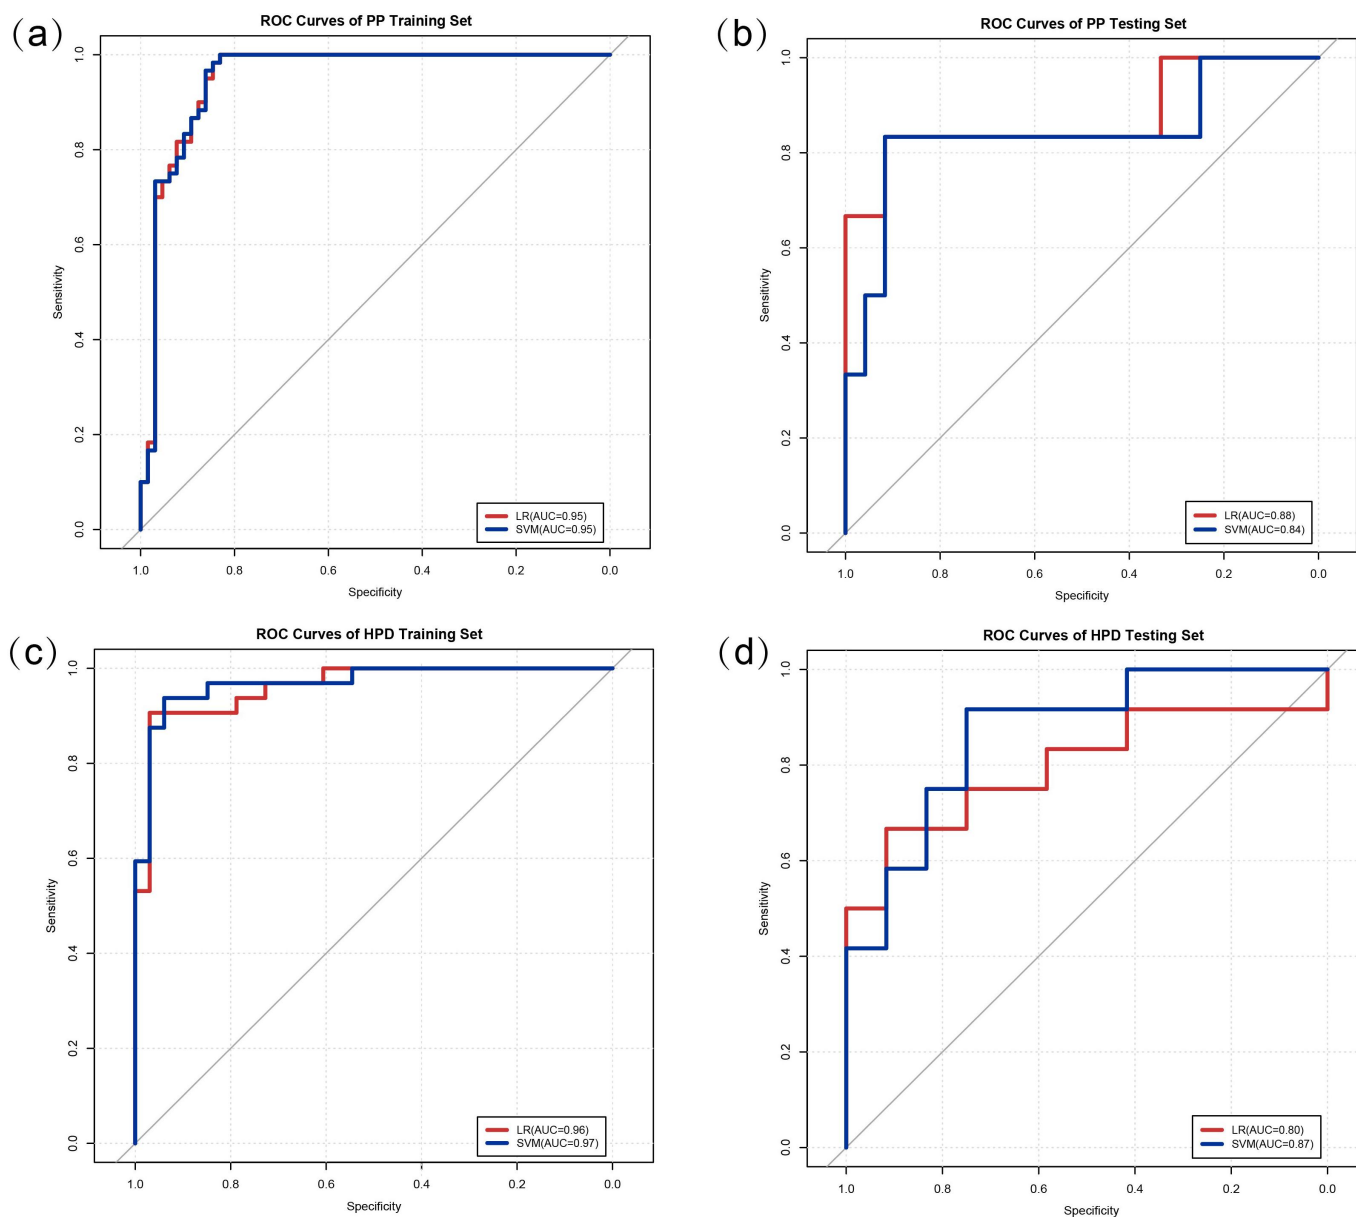 (a)
ROC Curves of PP Training Set
Sensitivity
1.0
0.8
0.6
0.4
0.2
0.0
LR(AUC=0.95)
SVM(AUC=0.95)
1.0 0.8 0.6 0.4 0.2 0.0
Specificity
(b)
ROC Curves of PP Testing Set
Sensitivity
1.0
0.8
0.6
0.4
0.2
0.0
LR(AUC=0.88)
SVM(AUC=0.84)
1.0 0.8 0.6 0.4 0.2 0.0
Specificity
(c)
ROC Curves of HPD Training Set
Sensitivity
1.0
0.8
0.6
0.4
0.2
0.0
LR(AUC=0.96)
SVM(AUC=0.97)
1.0 0.8 0.6 0.4 0.2 0.0
Specificity
(d)
ROC Curves of HPD Testing Set
Sensitivity
1.0
0.8
0.6
0.4
0.2
0.0
LR(AUC=0.80)
SVM(AUC=0.87)
1.0 0.8 0.6 0.4 0.2 0.0
Specificity